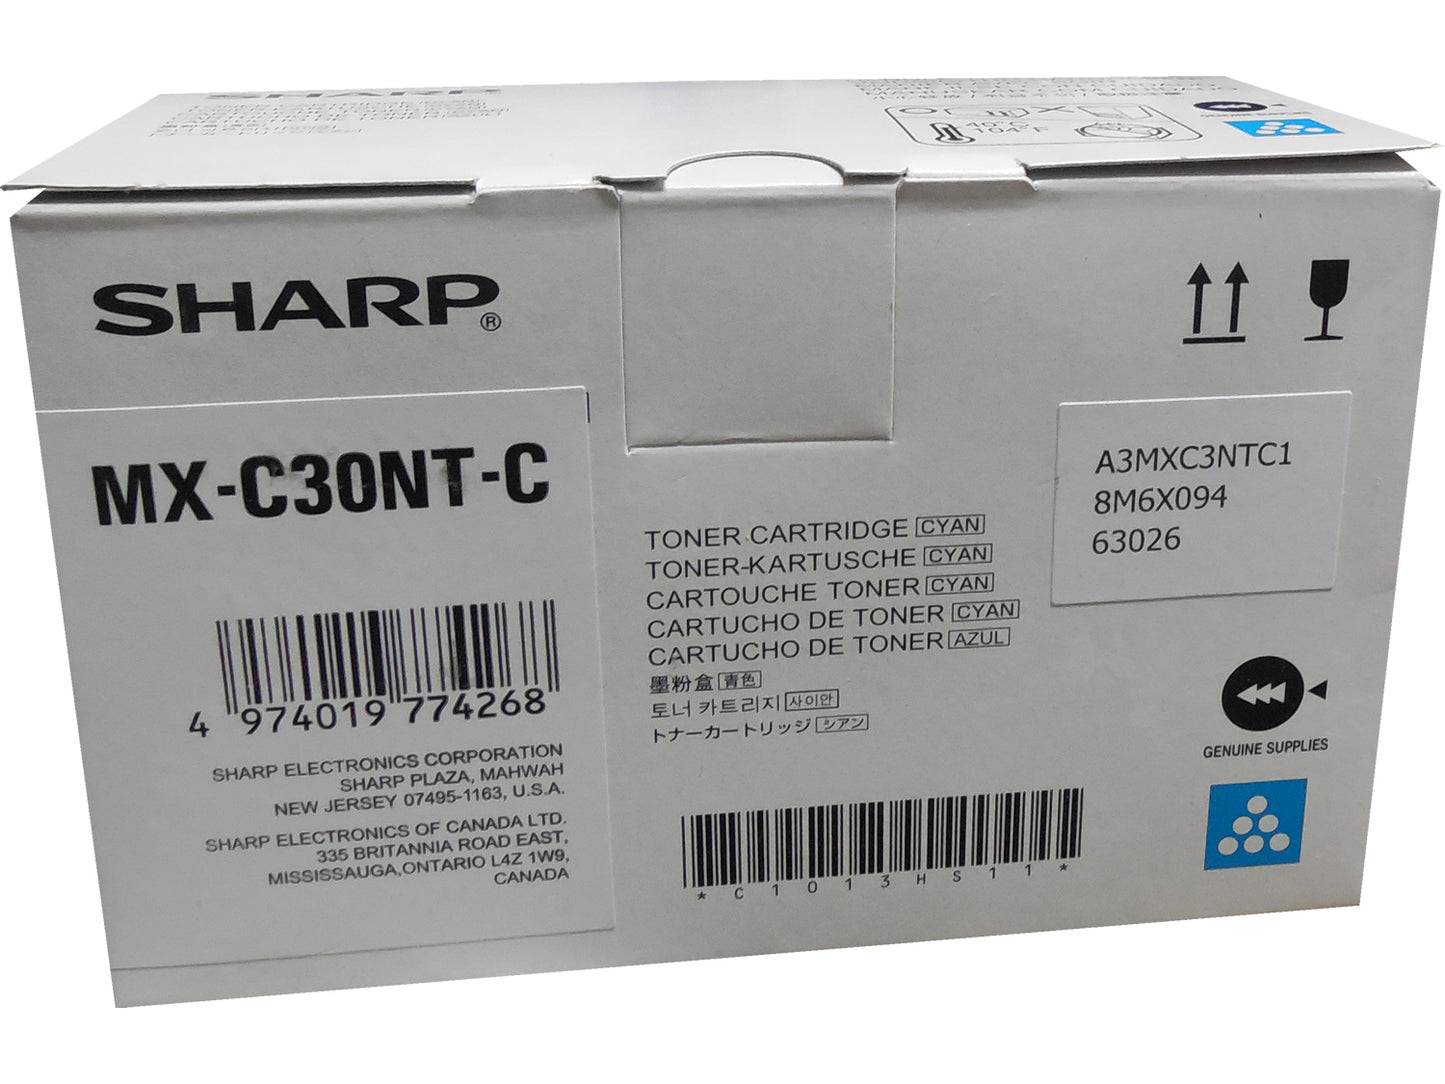 40°C
104°F
GENUINE SUPPLIES
SHARP®
MX-C30NT-C
4 974019 774268
SHARP ELECTRONICS CORPORATION
SHARP PLAZA, MAHWAH
NEW JERSEY 07495-1163, U.S.A.
SHARP ELECTRONICS OF CANADA LTD.
335 BRITANNIA ROAD EAST,
MISSISSAUGA,ONTARIO L4Z 1W9,
CANADA
TONER CARTRIDGE CYAN
TONER-KARTUSCHE CYAN
CARTOUCHE TONER CYAN
CARTUCHO DE TONER CYAN
CARTUCHO DE TONER AZUL
墨粉盒 青色
토너 카트리지 사이안
トナーカートリッジ シアン
*C1013HS11*
A3MXC3NTC1
8M6X094
63026
GENUINE SUPPLIES